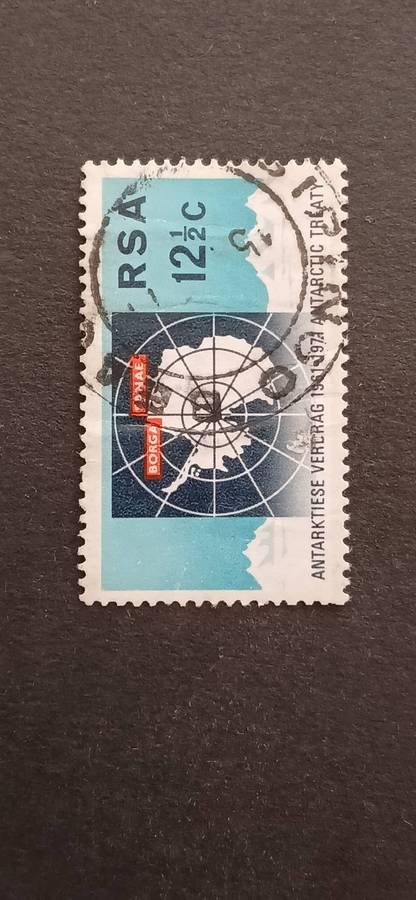 RSA
12½C
SANAE
BORGA
ANTARKTIESE VERDRAG 1961-1971 ANTARCTIC TREATY